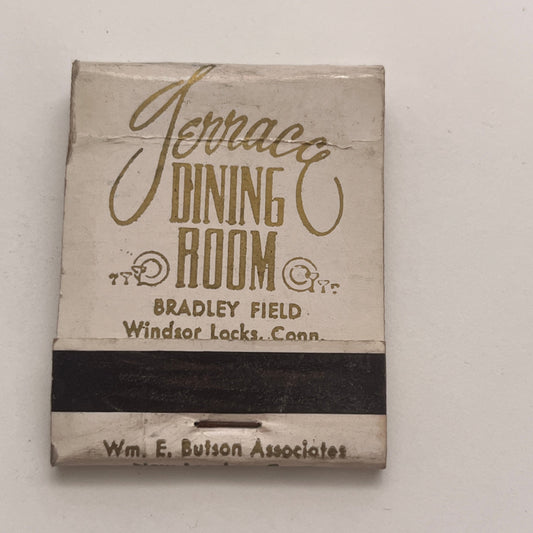 Terrace
DINING
ROOM
BRADLEY FIELD
Windsor Locks, Conn.
Wm. E. Butson Associates